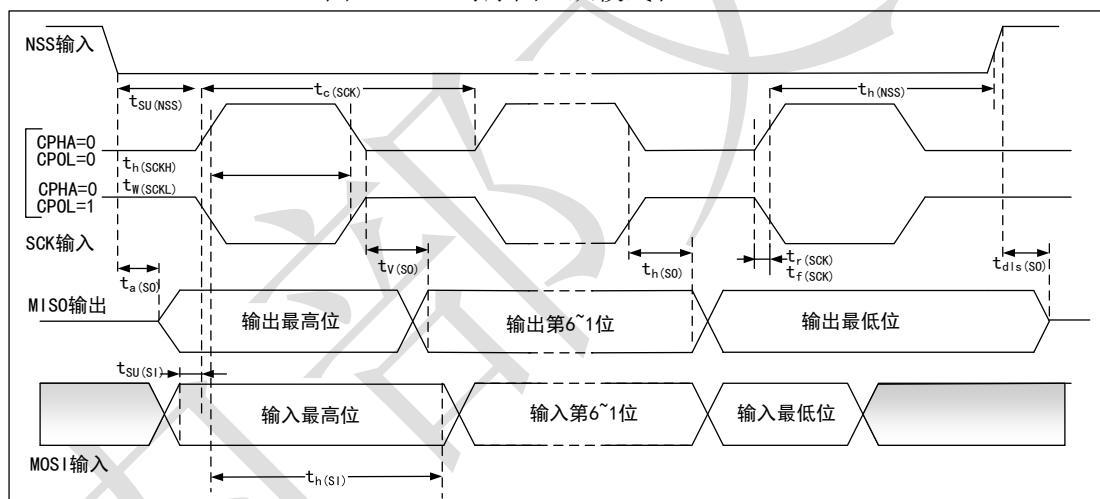 NSS输入
tSU(NSS)
tc(SCK)
th(NSS)
CPHA=0
CPOL=0
th(SCKH)
tW(SCKL)
CPHA=0
CPOL=1
SCK输入
ta(SO)
tV(SO)
th(SO)
tr(SCK)
tf(SCK)
tdls(SO)
MISO输出
输出最高位
输出第6~1位
输出最低位
tSU(SI)
输入最高位
输入第6~1位
输入最低位
MOSI输入
th(SI)